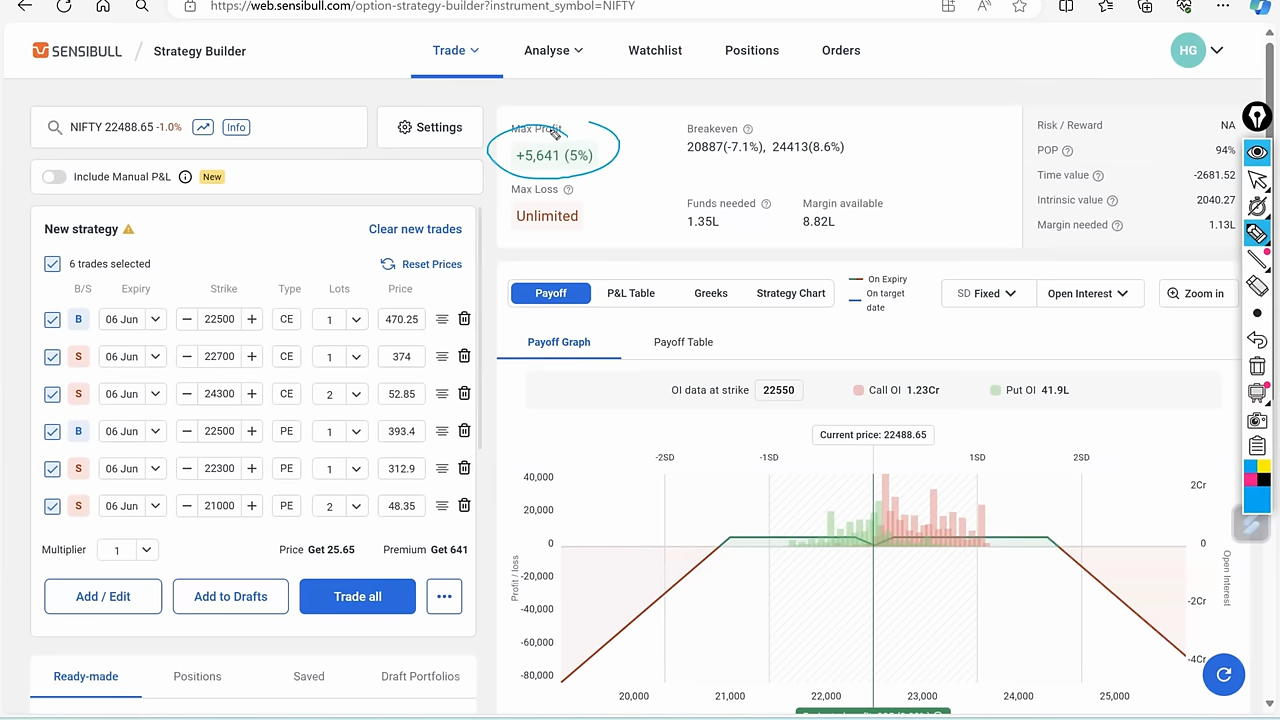 https://web.sensibull.com/option-strategy-builder?instrument_symbol=NIFTY
SENSIBULL / Strategy Builder
Trade
Analyse
Watchlist
Positions
Orders
HG
NIFTY 22488.65 -1.0%
Info
Settings
Include Manual P&L
New
Max Profit
+5,641 (5%)
Max Loss
Unlimited
Breakeven
20887(-7.1%), 24413(8.6%)
Funds needed
1.35L
Margin available
8.82L
Risk / Reward NA
POP 94%
Time value -2681.52
Intrinsic value 2040.27
Margin needed 1.13L
New strategy
Clear new trades
6 trades selected
Reset Prices
B/S Expiry Strike Type Lots Price
B 06 Jun 22500 CE 1 470.25
S 06 Jun 22700 CE 1 374
S 06 Jun 24300 CE 2 52.85
B 06 Jun 22500 PE 1 393.4
S 06 Jun 22300 PE 1 312.9
S 06 Jun 21000 PE 2 48.35
Multiplier 1 Price Get 25.65 Premium Get 641
Add / Edit
Add to Drafts
Trade all
Ready-made
Positions
Saved
Draft Portfolios
Payoff
P&L Table
Greeks
Strategy Chart
On Expiry
On target
date
SD Fixed
Open Interest
Zoom in
Payoff Graph
Payoff Table
OI data at strike 22550 Call OI 1.23Cr Put OI 41.9L
Current price: 22488.65
-2SD -1SD 1SD 2SD
40,000
20,000
0
-20,000
-40,000
-60,000
-80,000
Profit / loss
2Cr
0
-2Cr
-4Cr
Open Interest
20,000 21,000 22,000 23,000 24,000 25,000